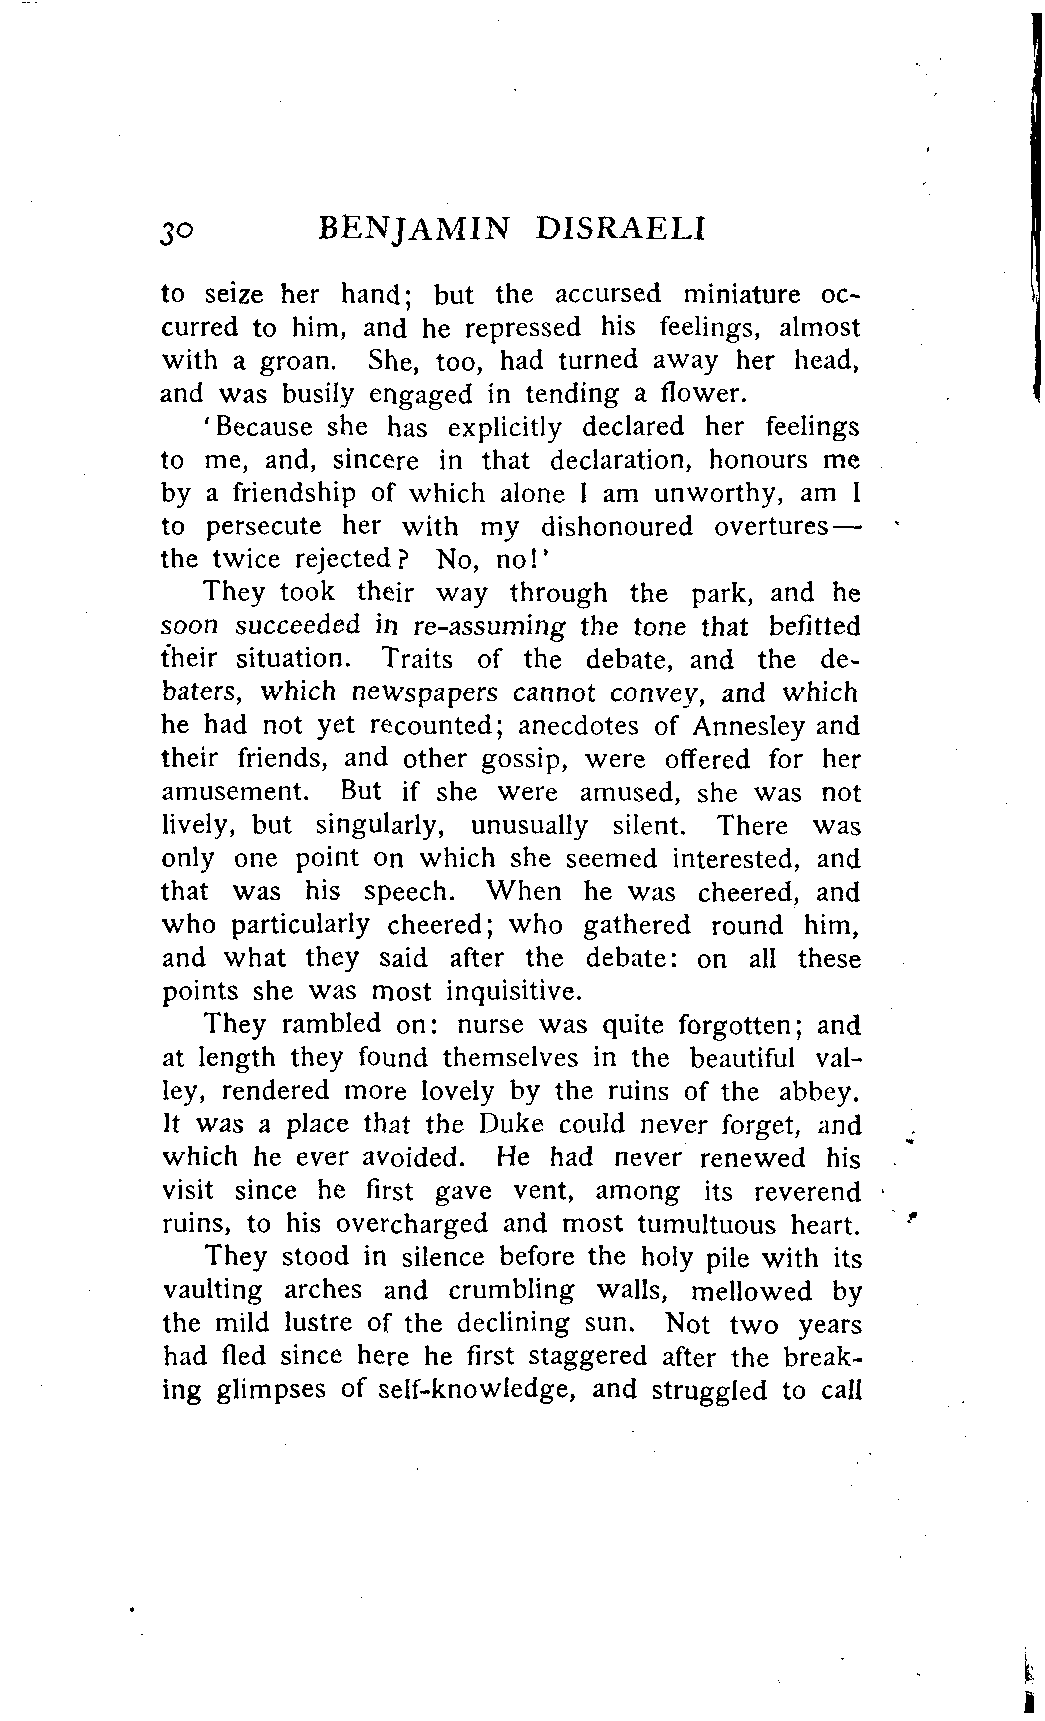 30 BENJAMIN DISRAELI
to seize her hand; but the accursed miniature oc-
curred to him, and he repressed his feelings, almost
with a groan. She, too, had turned away her head,
and was busily engaged in tending a flower.
'Because she has explicitly declared her feelings
to me, and, sincere in that declaration, honours me
by a friendship of which alone I am unworthy, am I
to persecute her with my dishonoured overtures—
the twice rejected? No, no!'
They took their way through the park, and he
soon succeeded in re-assuming the tone that befitted
their situation. Traits of the debate, and the de-
baters, which newspapers cannot convey, and which
he had not yet recounted; anecdotes of Annesley and
their friends, and other gossip, were offered for her
amusement. But if she were amused, she was not
lively, but singularly, unusually silent. There was
only one point on which she seemed interested, and
that was his speech. When he was cheered, and
who particularly cheered; who gathered round him,
and what they said after the debate: on all these
points she was most inquisitive.
They rambled on: nurse was quite forgotten; and
at length they found themselves in the beautiful val-
ley, rendered more lovely by the ruins of the abbey.
It was a place that the Duke could never forget, and
which he ever avoided. He had never renewed his
visit since he first gave vent, among its reverend
ruins, to his overcharged and most tumultuous heart.
They stood in silence before the holy pile with its
vaulting arches and crumbling walls, mellowed by
the mild lustre of the declining sun. Not two years
had fled since here he first staggered after the break-
ing glimpses of self-knowledge, and struggled to call